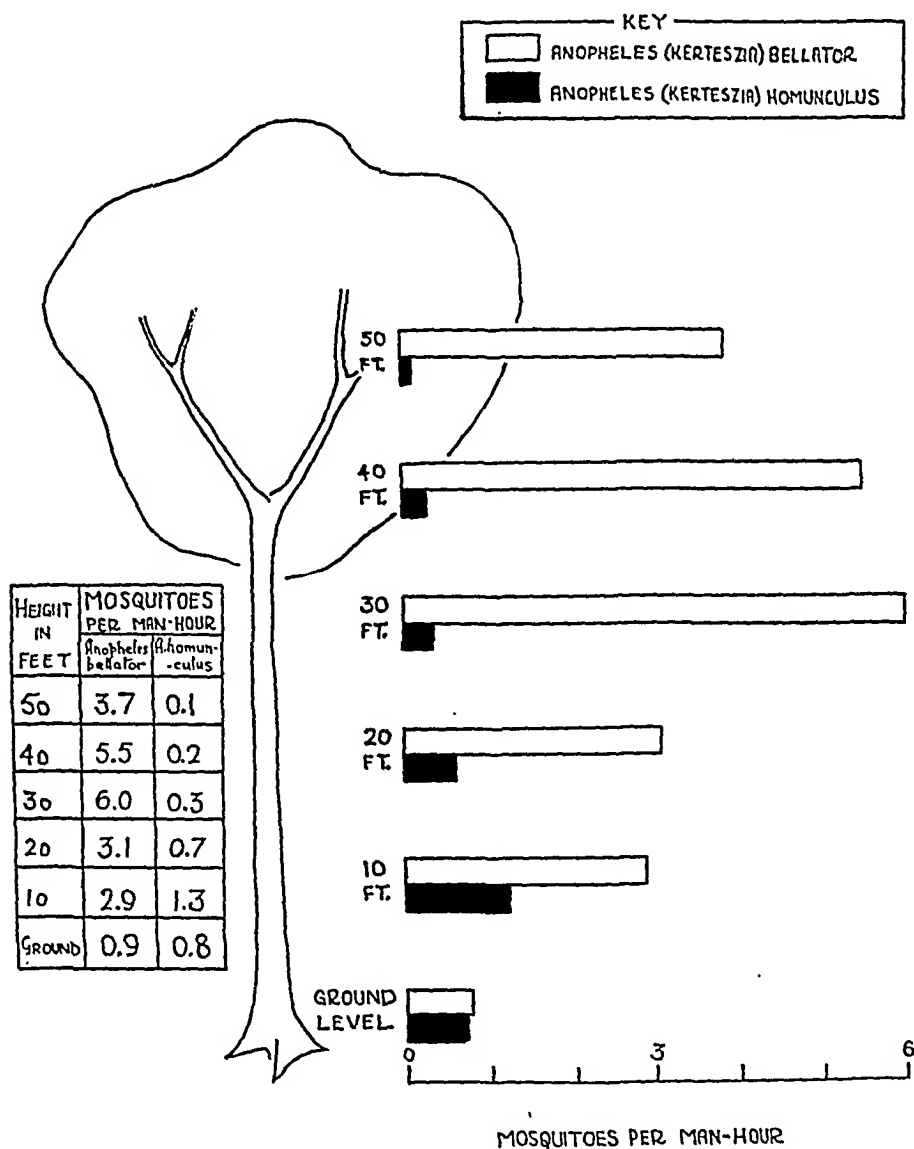 KEY
ANOPHELES (KERTESZIA) BELLATOR
ANOPHELES (KERTESZIA) HOMUNCULUS
50
FT.
40
FT.
30
FT.
20
FT.
10
FT.
GROUND
LEVEL
HEIGHT
IN
FEET
MOSQUITOES
PER MAN-HOUR
Anopheles
bellator
A.homun-
-culus
50 3.7 0.1
40 5.5 0.2
30 6.0 0.3
20 3.1 0.7
10 2.9 1.3
GROUND 0.9 0.8
0 3 6
MOSQUITOES PER MAN-HOUR